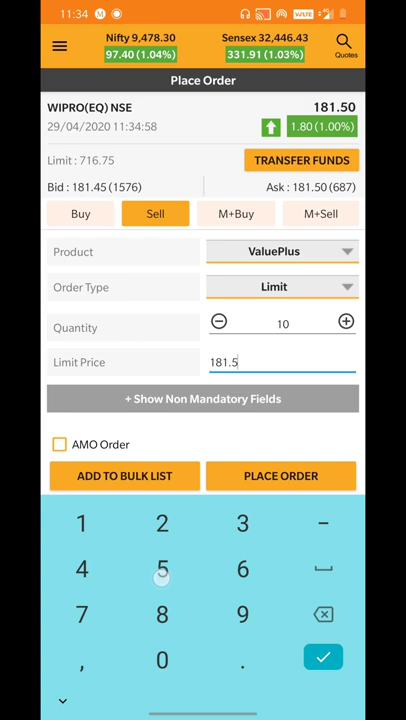 11:34 M VoLTE
Nifty 9,478.30 Sensex 32,446.43
97.40 (1.04%) 331.91 (1.03%) Quotes
Place Order
WIPRO(EQ) NSE 181.50
29/04/2020 11:34:58 1.80 (1.00%)
Limit : 716.75 TRANSFER FUNDS
Bid : 181.45 (1576) Ask : 181.50 (687)
Buy Sell M+Buy M+Sell
Product ValuePlus
Order Type Limit
Quantity 10
Limit Price 181.5
+ Show Non Mandatory Fields
AMO Order
ADD TO BULK LIST PLACE ORDER
1 2 3 –
4 5 6
7 8 9
, 0 .